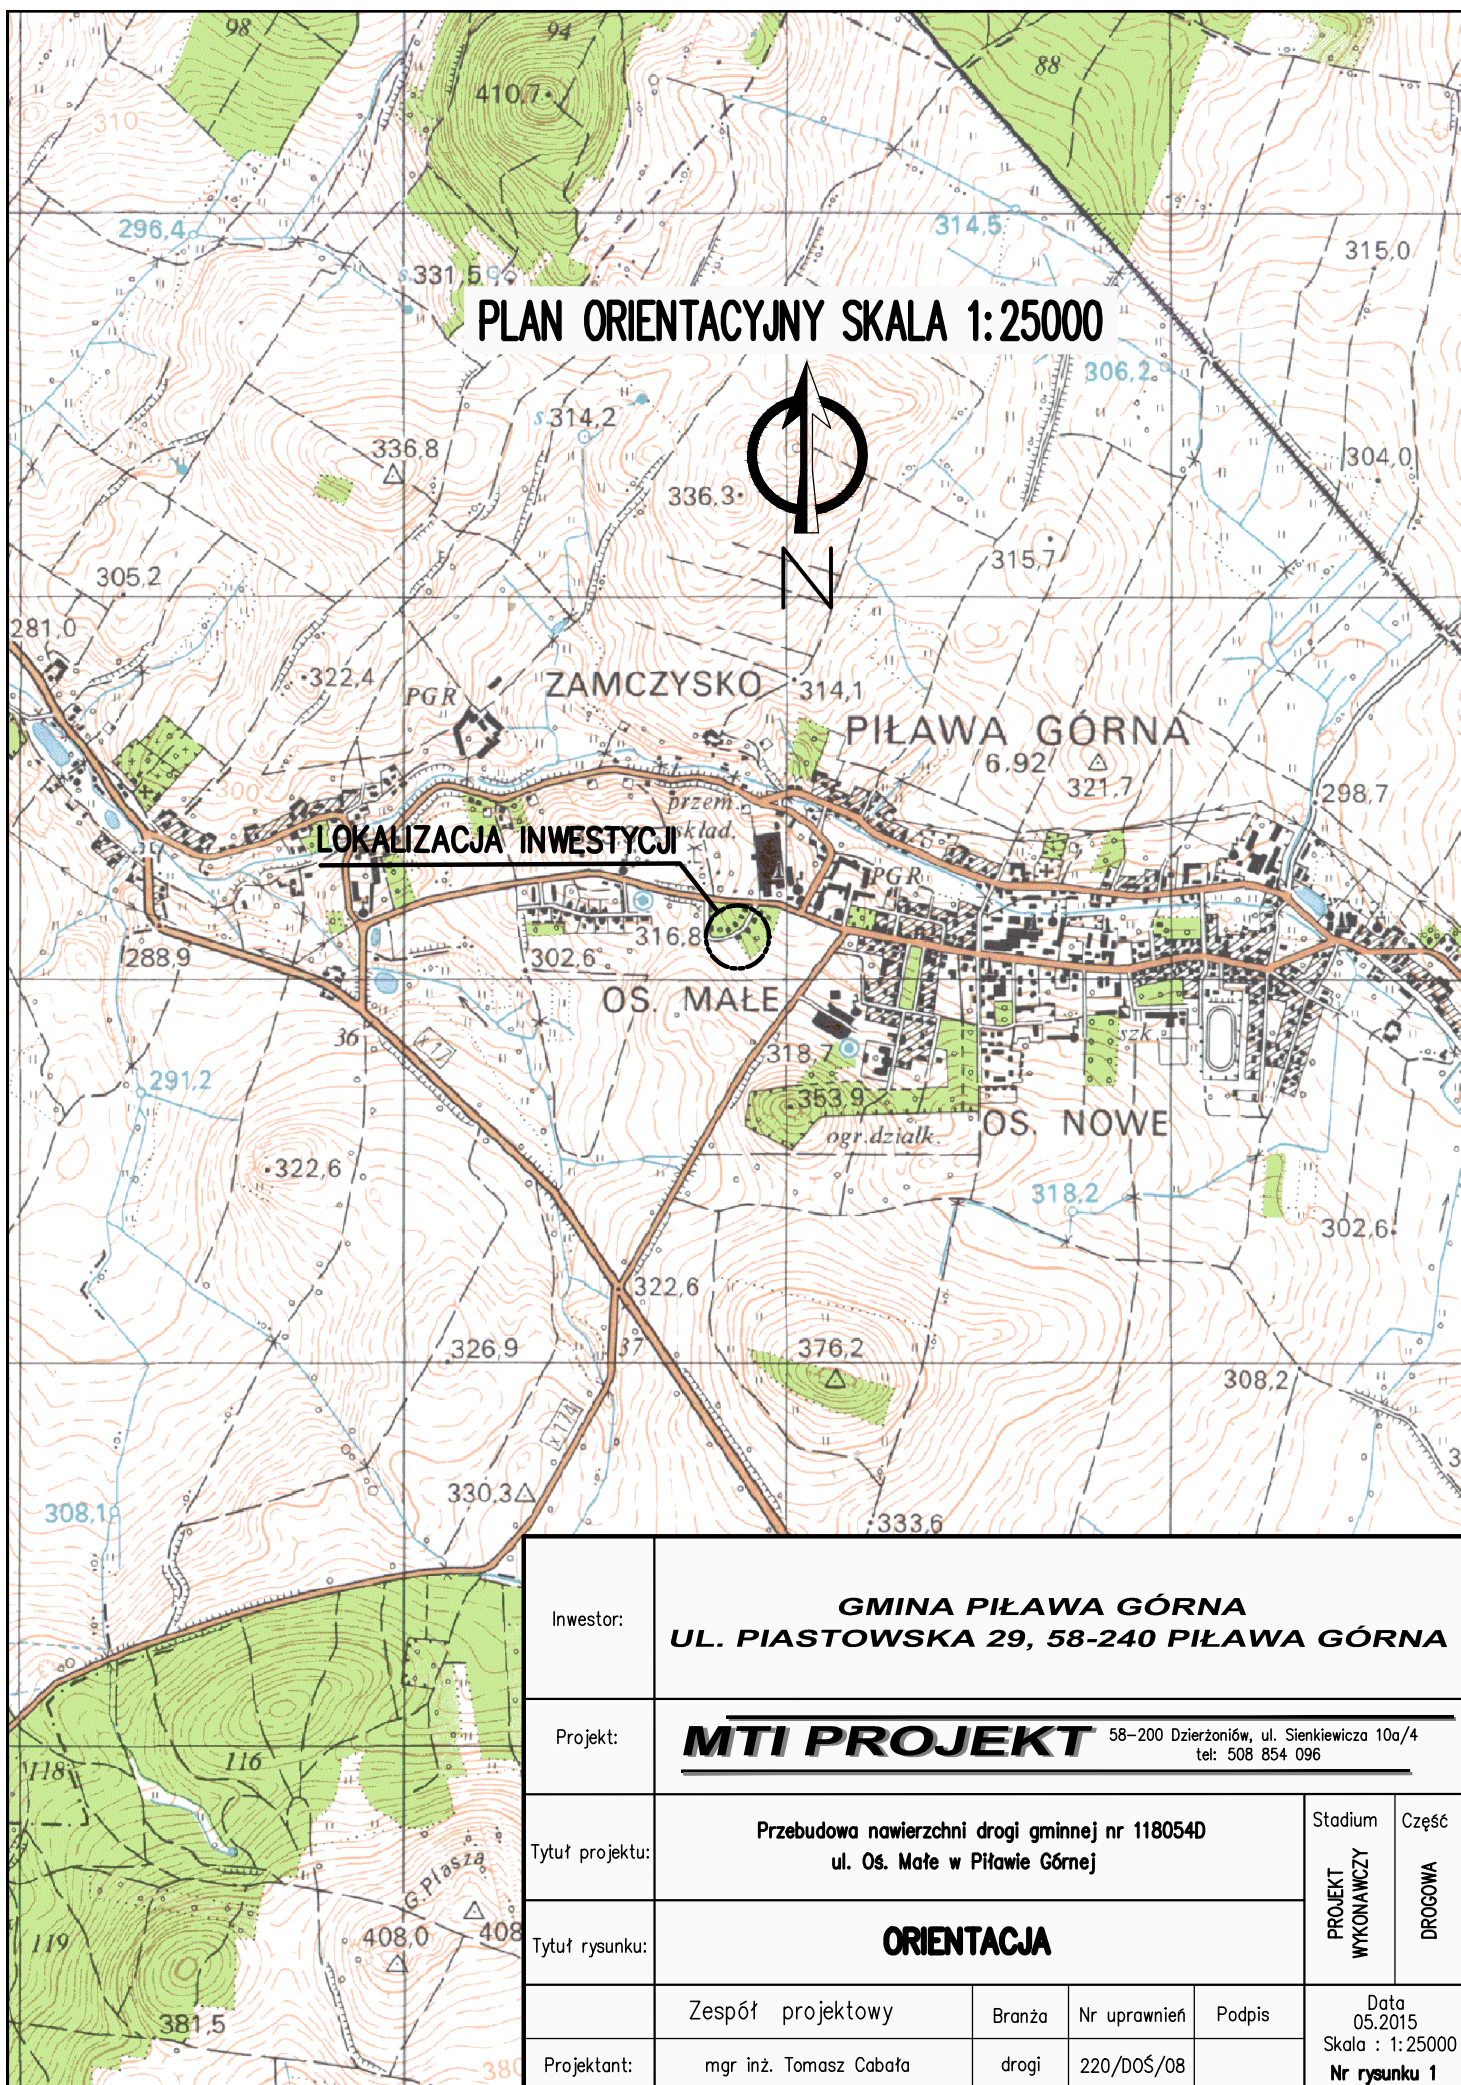 98
94
88
410,7
310
296,4
314,5
315,0
s.331,5
PLAN ORIENTACYJNY SKALA 1:25000
306,2
s.314,2
336,8
304,0
336,3
315,7
N
305,2
281,0
322,4
PGR
ZAMCZYSKO
314,1
PIŁAWA GÓRNA
6.92
321,7
300
298,7
przem.
skład.
LOKALIZACJA INWESTYCJI
PGR
316,8
288,9
302,6
OS. MAŁE
36
x17
318,7
szk.
291,2
353,9
ogr.działk.
OS. NOWE
322,6
318,2
302,6
322,6
326,9
37
376,2
308,2
x174
330,3
308,1
333,6
118
116
G.Plasza
119
408,0
408
381,5
380
Inwestor:
GMINA PIŁAWA GÓRNA
UL. PIASTOWSKA 29, 58-240 PIŁAWA GÓRNA
Projekt:
MTI PROJEKT
58-200 Dzierżoniów, ul. Sienkiewicza 10a/4
tel: 508 854 096
Tytuł projektu:
Przebudowa nawierzchni drogi gminnej nr 118054D
ul. Oś. Małe w Piławie Górnej
Stadium
Część
PROJEKT
WYKONAWCZY
DROGOWA
Tytuł rysunku:
ORIENTACJA
Zespół projektowy
Branża
Nr uprawnień
Podpis
Data
05.2015
Skala : 1:25000
Nr rysunku 1
Projektant:
mgr inż. Tomasz Cabała
drogi
220/DOŚ/08